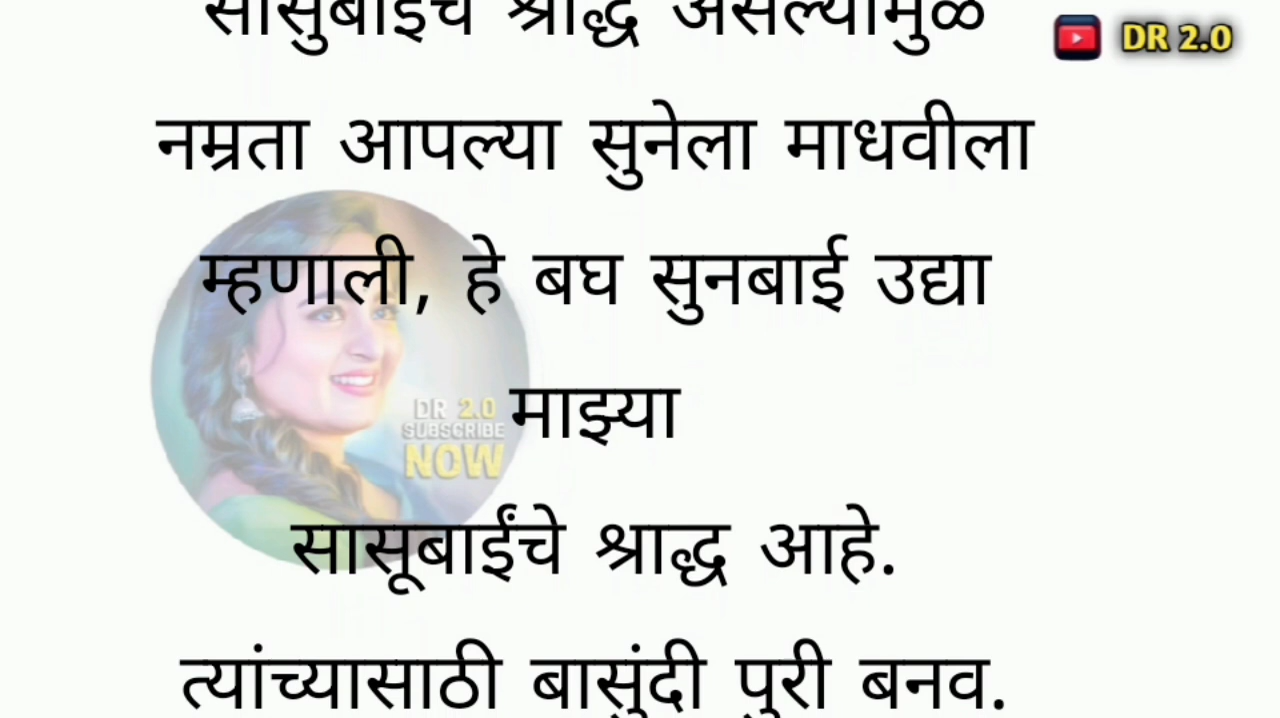 सासुबाईंचे श्राद्ध असल्यामुळे
DR 2.0
नम्रता आपल्या सुनेला माधवीला
म्हणाली, हे बघ सुनबाई उद्या
माझ्या
DR 2.0
SUBSCRIBE
NOW
सासूबाईंचे श्राद्ध आहे.
त्यांच्यासाठी बासुंदी पुरी बनव.